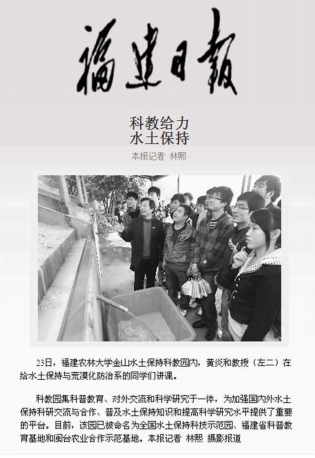 福建日报
科教给力
水土保持
本报记者 林熙
23日，福建农林大学金山水土保持科教园内，黄炎和教授（左二）在
给水土保持与荒漠化防治系的同学们讲课。
科教园集科普教育、对外交流和科学研究于一体，为加强国内外水土
保持科研交流与合作、普及水土保持知识和提高科学研究水平提供了重要
的平台。目前，该园已被命名为全国水土保持科技示范园、福建省科普教
育基地和闽台农业合作示范基地。本报记者 林熙 摄影报道